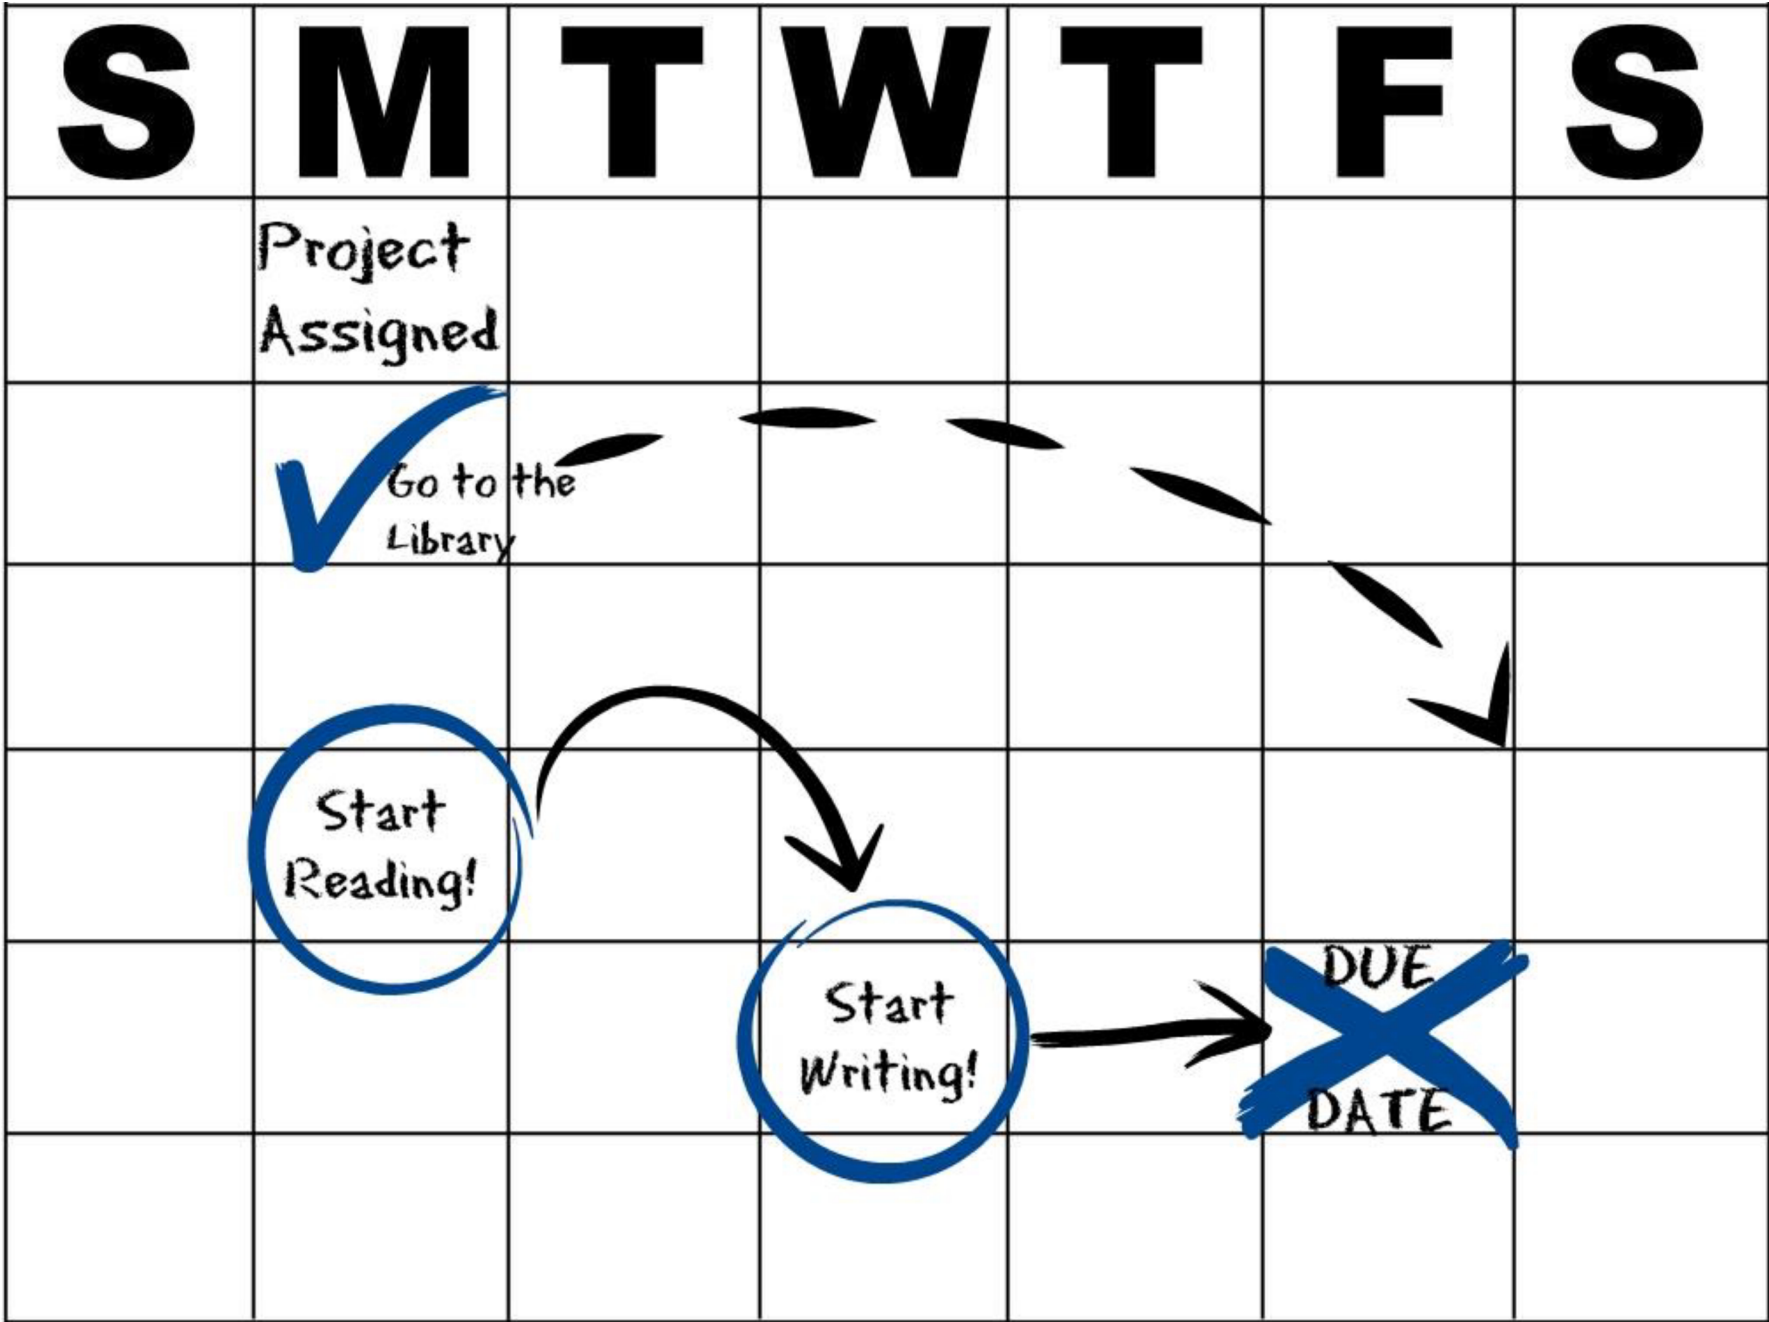 S M T W T F S
Project
Assigned
Go to the
Library
Start
Reading!
Start
Writing!
DUE
DATE